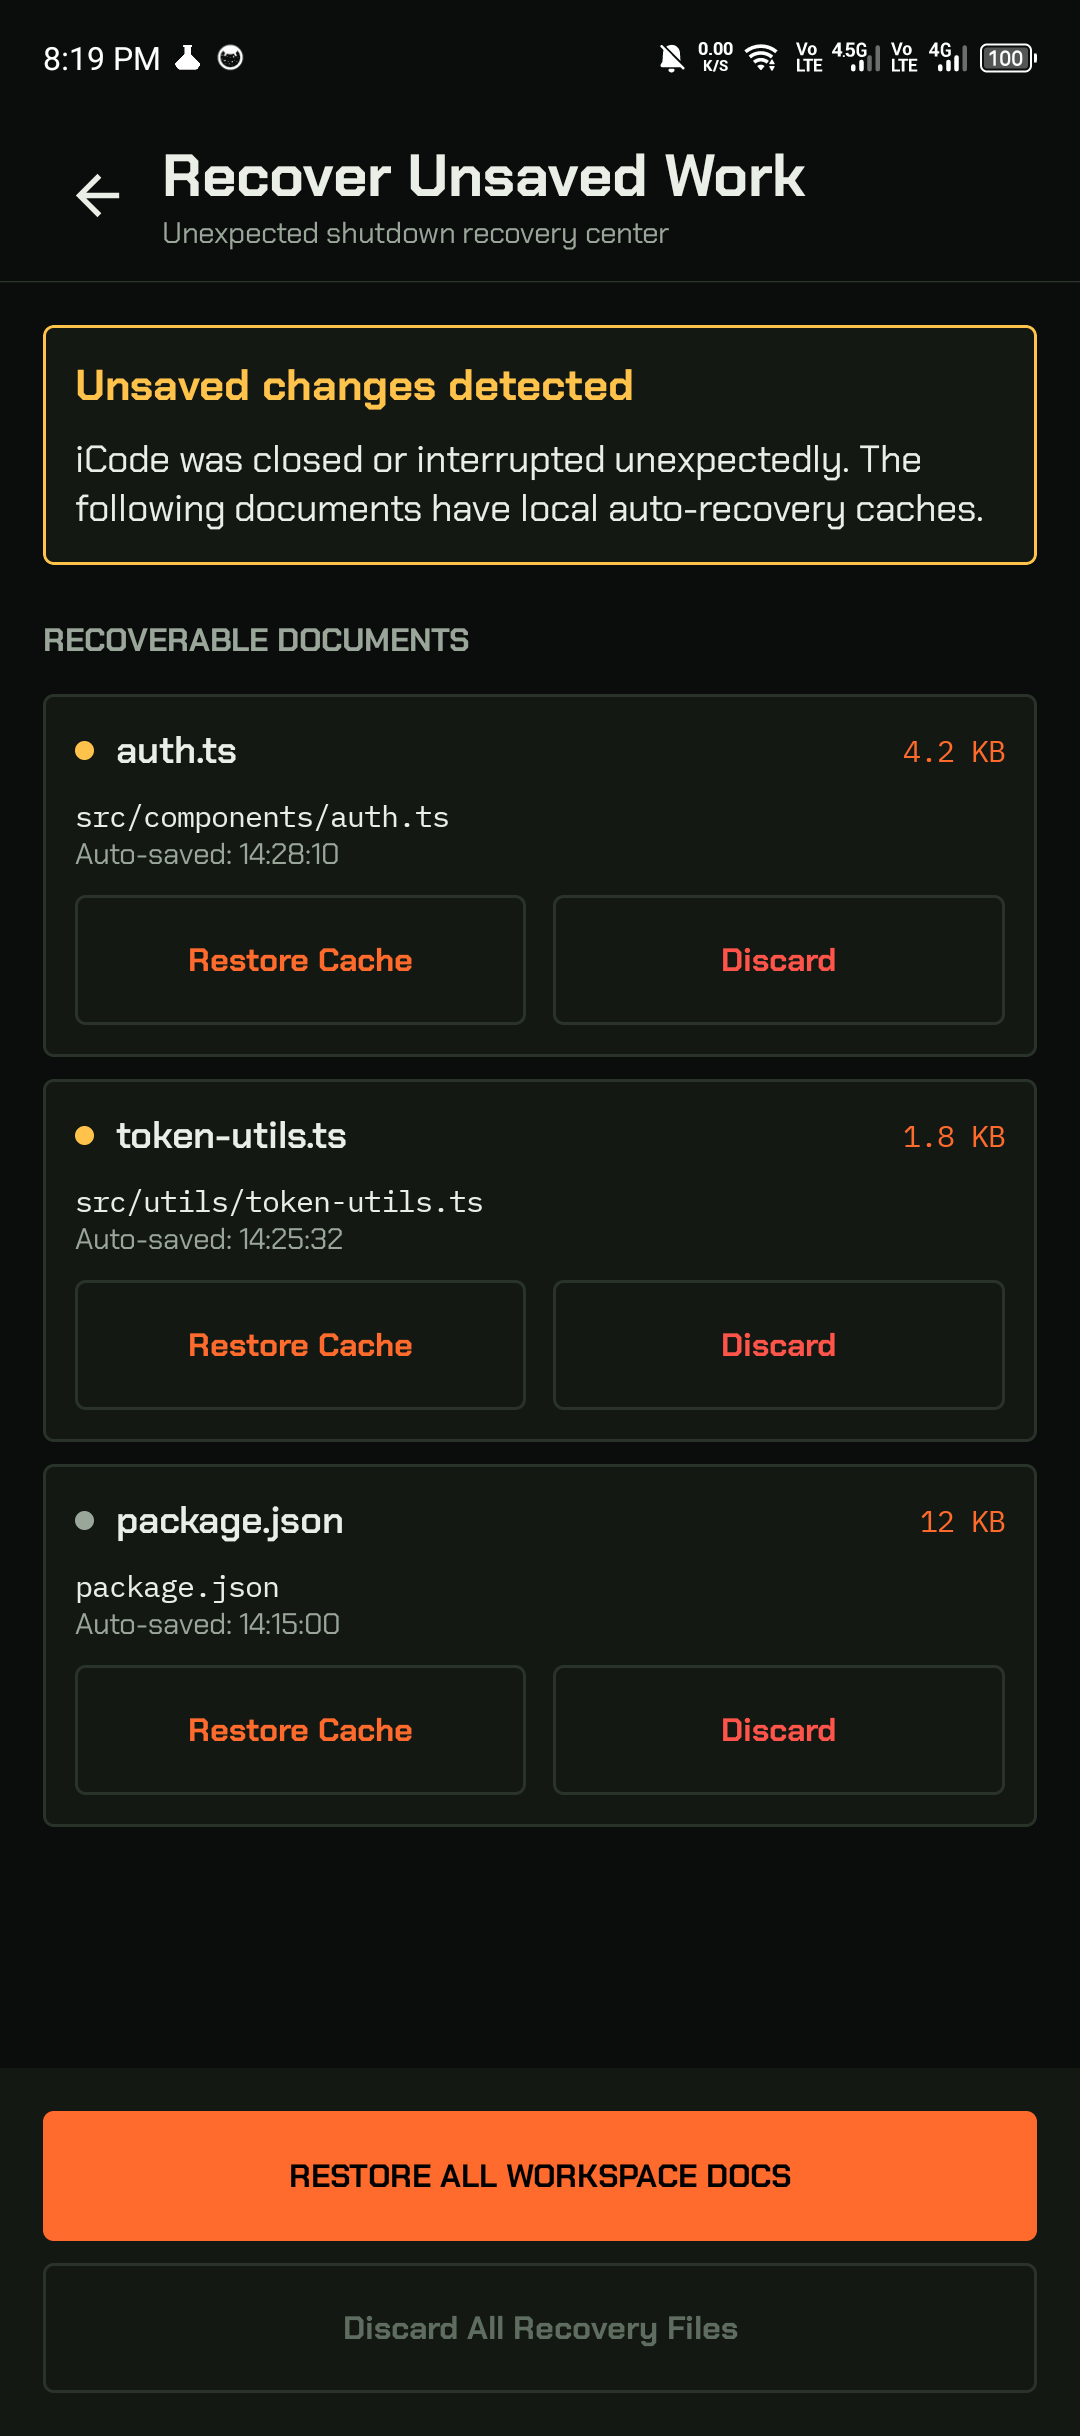 8:19 PM
0.00 K/S
Vo LTE 4.5G
Vo LTE 4G
100
Recover Unsaved Work
Unexpected shutdown recovery center
Unsaved changes detected
iCode was closed or interrupted unexpectedly. The
following documents have local auto-recovery caches.
RECOVERABLE DOCUMENTS
auth.ts 4.2 KB
src/components/auth.ts
Auto-saved: 14:28:10
Restore Cache Discard
token-utils.ts 1.8 KB
src/utils/token-utils.ts
Auto-saved: 14:25:32
Restore Cache Discard
package.json 12 KB
package.json
Auto-saved: 14:15:00
Restore Cache Discard
RESTORE ALL WORKSPACE DOCS
Discard All Recovery Files